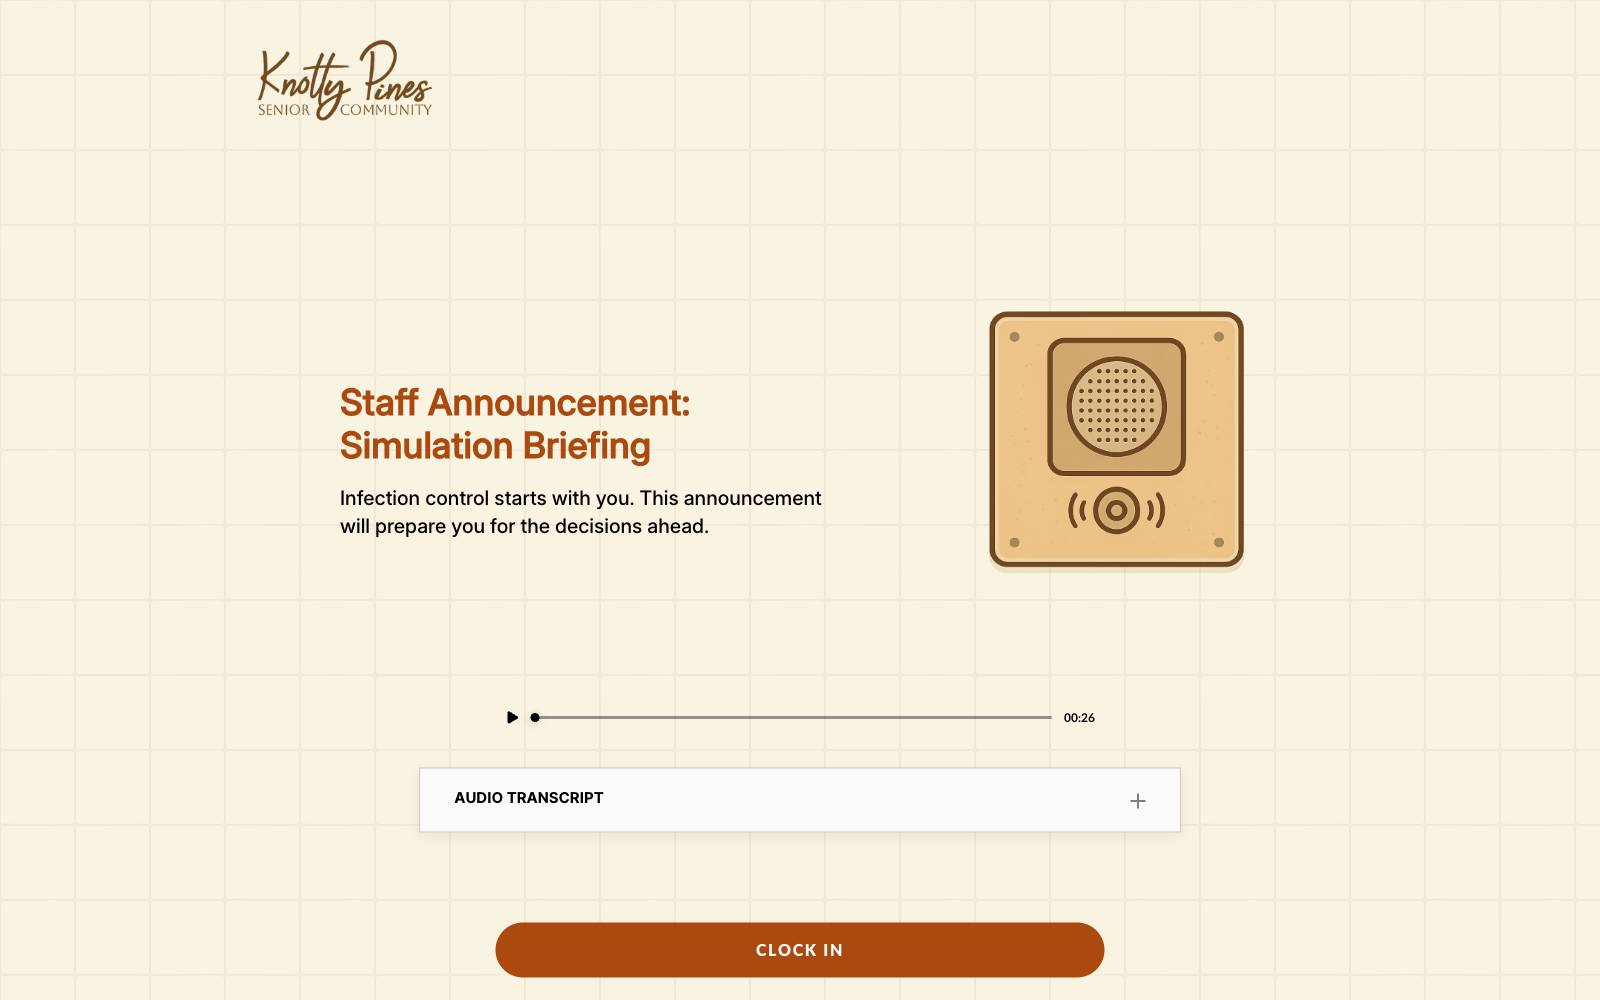 Knotty Pines
SENIOR COMMUNITY
Staff Announcement:
Simulation Briefing
Infection control starts with you. This announcement
will prepare you for the decisions ahead.
00:26
AUDIO TRANSCRIPT
CLOCK IN